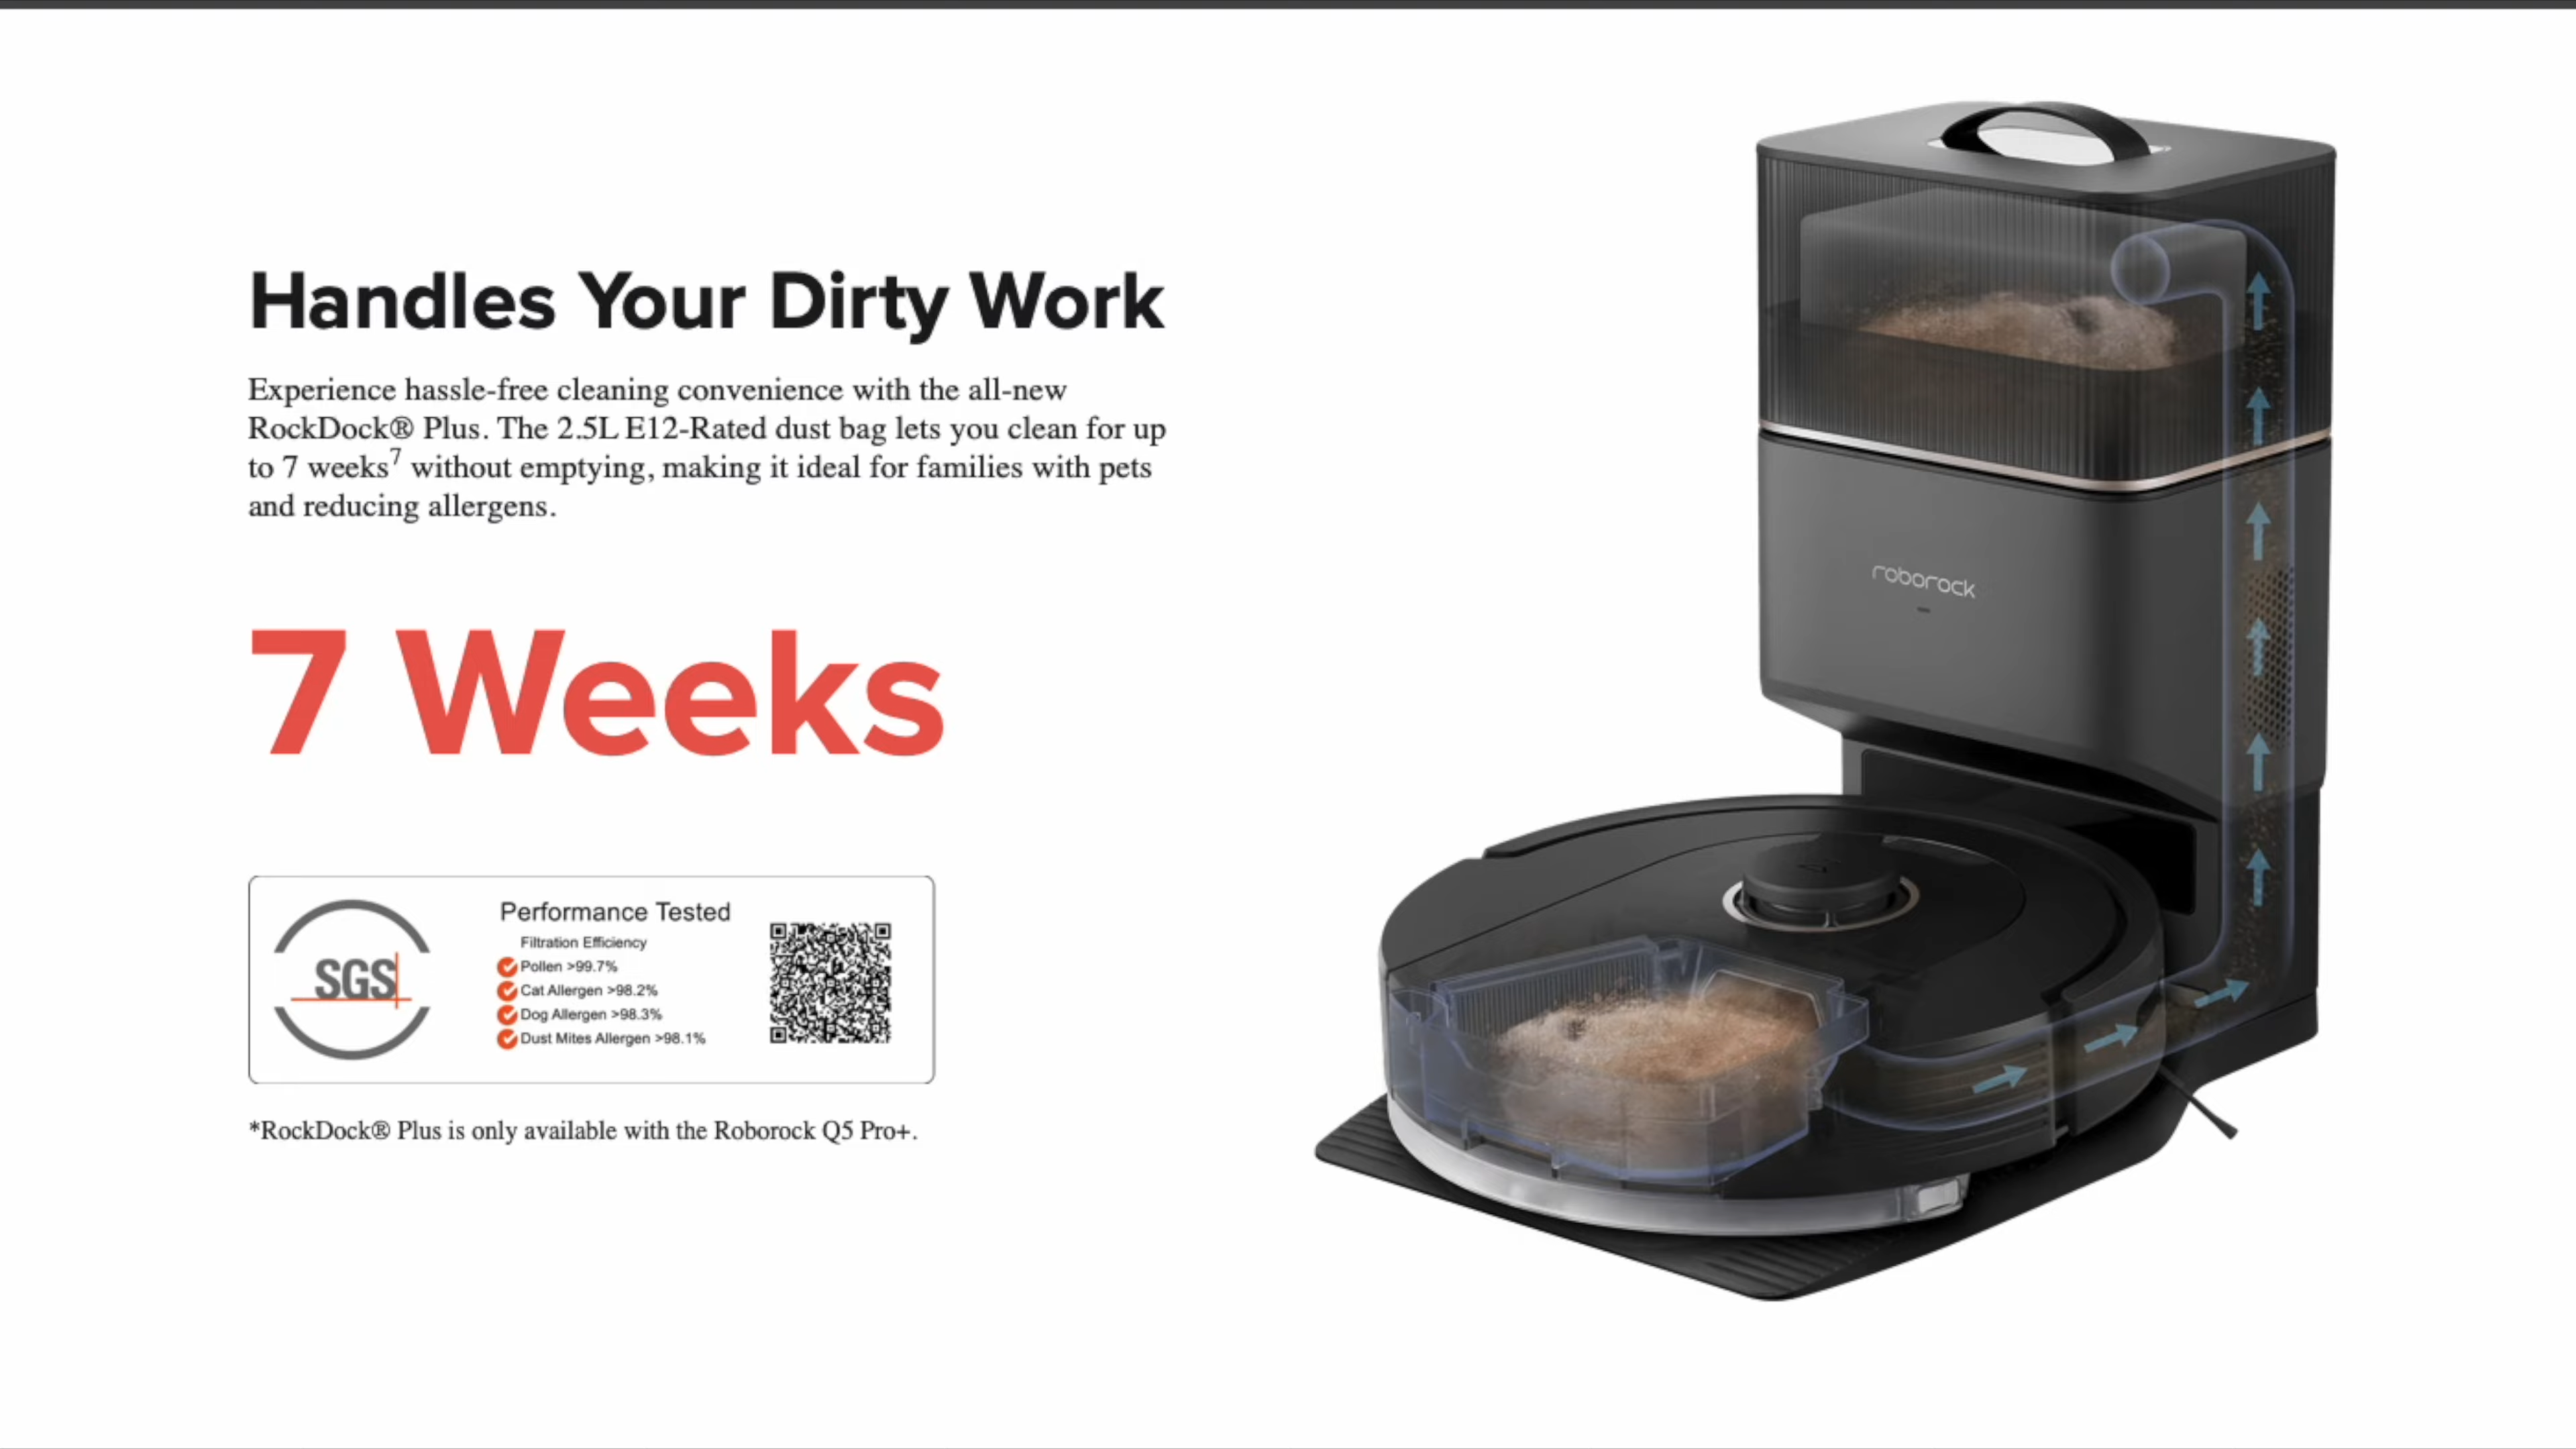 Handles Your Dirty Work
Experience hassle-free cleaning convenience with the all-new
RockDock® Plus. The 2.5L E12-Rated dust bag lets you clean for up
to 7 weeks⁷ without emptying, making it ideal for families with pets
and reducing allergens.
7 Weeks
SGS
Performance Tested
Filtration Efficiency
Pollen >99.7%
Cat Allergen >98.2%
Dog Allergen >98.3%
Dust Mites Allergen >98.1%
*RockDock® Plus is only available with the Roborock Q5 Pro+.
roborock